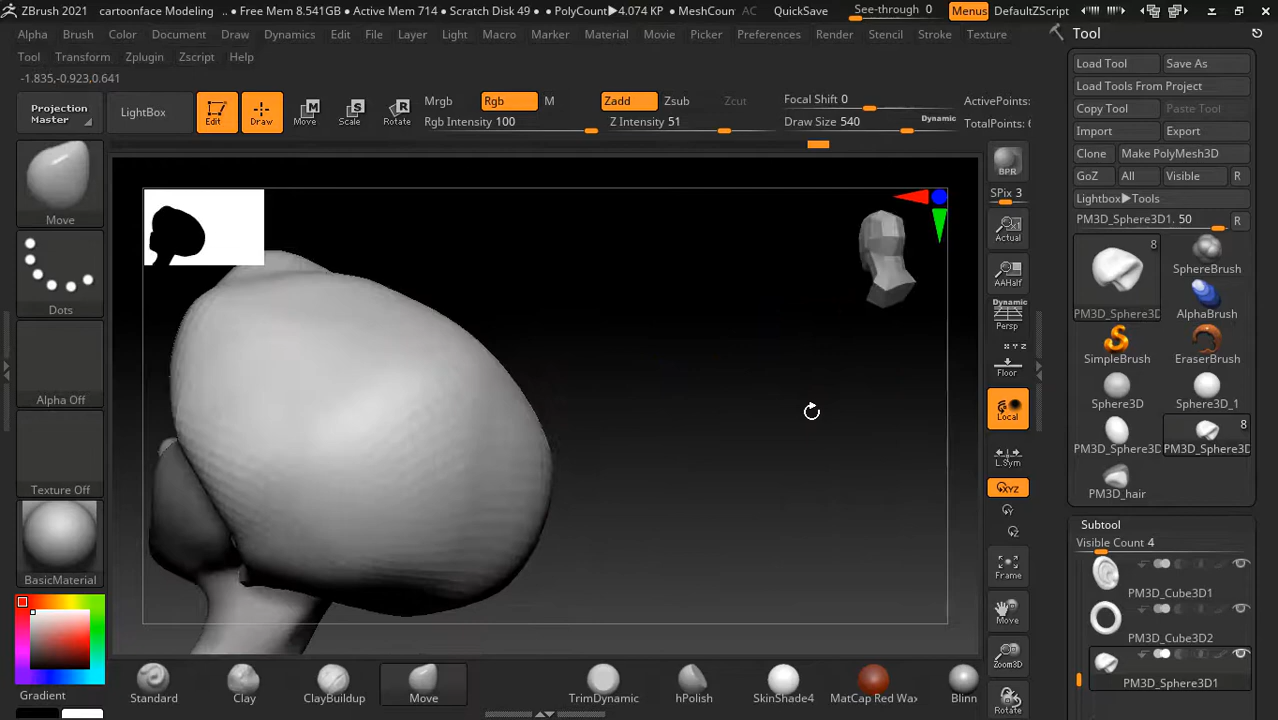 ZBrush 2021 cartoonface Modeling .. • Free Mem 8.541GB • Active Mem 714 • Scratch Disk 49 • PolyCount▶4.074 KP • MeshCou QuickSave See-through 0 Menus DefaultZScript
Alpha Brush Color Document Draw Dynamics Edit File Layer Light Macro Marker Material Movie Picker Preferences Render Stencil Stroke Texture
Tool Transform Zplugin Zscript Help
-1.835,-0.923,0.641
Projection Master
LightBox
Edit
Draw
Move
Scale
Rotate
Mrgb Rgb M Zadd Zsub Zcut Focal Shift 0 ActivePoints:
Rgb Intensity 100 Z Intensity 51 Draw Size 540 Dynamic TotalPoints: 6
Move
Dots
Alpha Off
Texture Off
BasicMaterial
Gradient
Standard Clay ClayBuildup Move TrimDynamic hPolish SkinShade4 MatCap Red Wa Blinn
BPR
SPix 3
Actual
AAHalf
Dynamic
Persp
X Y Z
Floor
Local
L.Sym
XYZ
Y
Z
Frame
Move
Zoom3D
Rotate
Tool
Load Tool Save As
Load Tools From Project
Copy Tool Paste Tool
Import Export
Clone Make PolyMesh3D
GoZ All Visible R
Lightbox▶Tools
PM3D_Sphere3D1. 50 R
8
PM3D_Sphere3D
SphereBrush
AlphaBrush
SimpleBrush EraserBrush
Sphere3D Sphere3D_1
8
PM3D_Sphere3D PM3D_Sphere3D
PM3D_hair
Subtool
Visible Count 4
PM3D_Cube3D1
PM3D_Cube3D2
PM3D_Sphere3D1